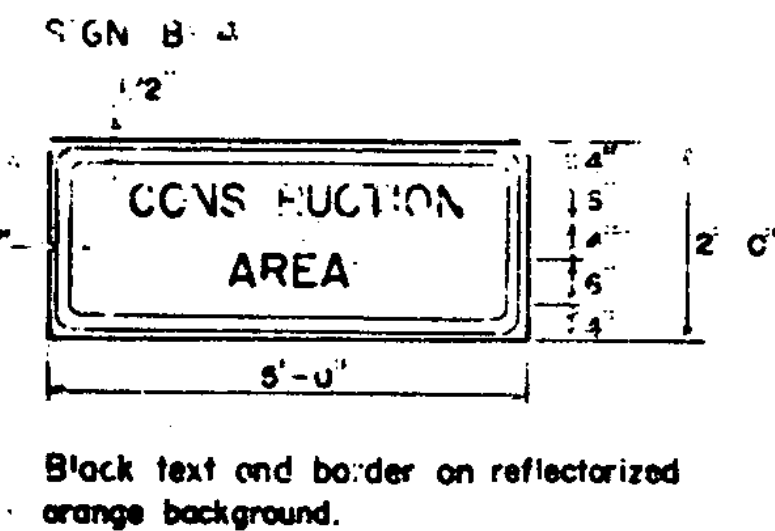 SIGN
1/2"
CONSTRUCTION
AREA
4"
4"
6"
4"
2' 0"
5'-0"
Black text and border on reflectorized
orange background.